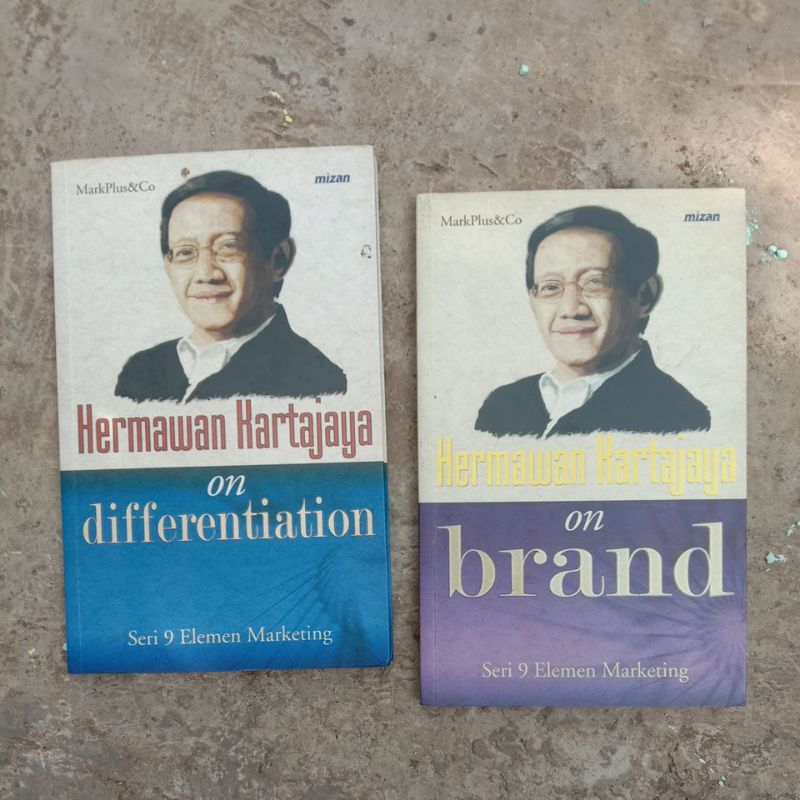 MarkPlus&Co
mizan
Hermawan Kartajaya
on
differentiation
Seri 9 Elemen Marketing
MarkPlus&Co
mizan
Hermawan Kartajaya
on
brand
Seri 9 Elemen Marketing